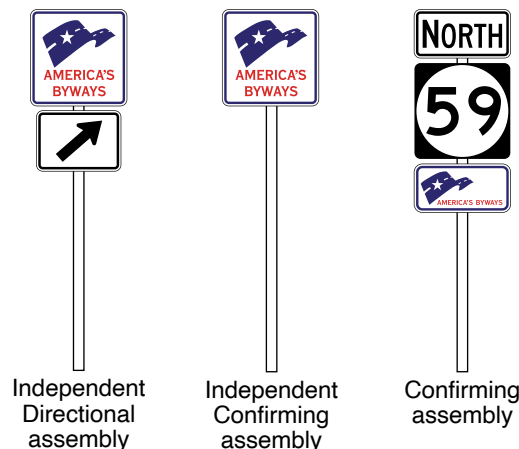 AMERICA'S
BYWAYS
AMERICA'S
BYWAYS
NORTH
59
AMERICA'S BYWAYS
Independent
Directional
assembly
Independent
Confirming
assembly
Confirming
assembly